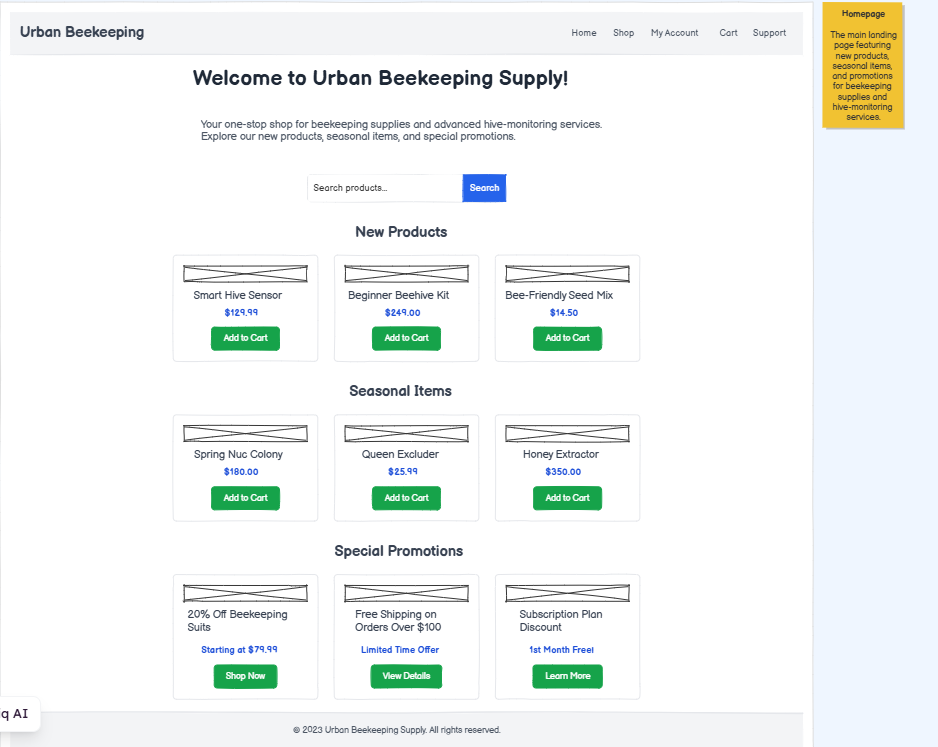 Urban Beekeeping
Home Shop My Account Cart Support
Welcome to Urban Beekeeping Supply!
Your one-stop shop for beekeeping supplies and advanced hive-monitoring services.
Explore our new products, seasonal items, and special promotions.
Search products... Search
New Products
Smart Hive Sensor
$129.99
Add to Cart
Beginner Beehive Kit
$249.00
Add to Cart
Bee-Friendly Seed Mix
$14.50
Add to Cart
Seasonal Items
Spring Nuc Colony
$180.00
Add to Cart
Queen Excluder
$25.99
Add to Cart
Honey Extractor
$350.00
Add to Cart
Special Promotions
20% Off Beekeeping
Suits
Starting at $79.99
Shop Now
Free Shipping on
Orders Over $100
Limited Time Offer
View Details
Subscription Plan
Discount
1st Month Free!
Learn More
© 2023 Urban Beekeeping Supply. All rights reserved.
Homepage
The main landing
page featuring
new products,
seasonal items,
and promotions
for beekeeping
supplies and
hive-monitoring
services.
q AI